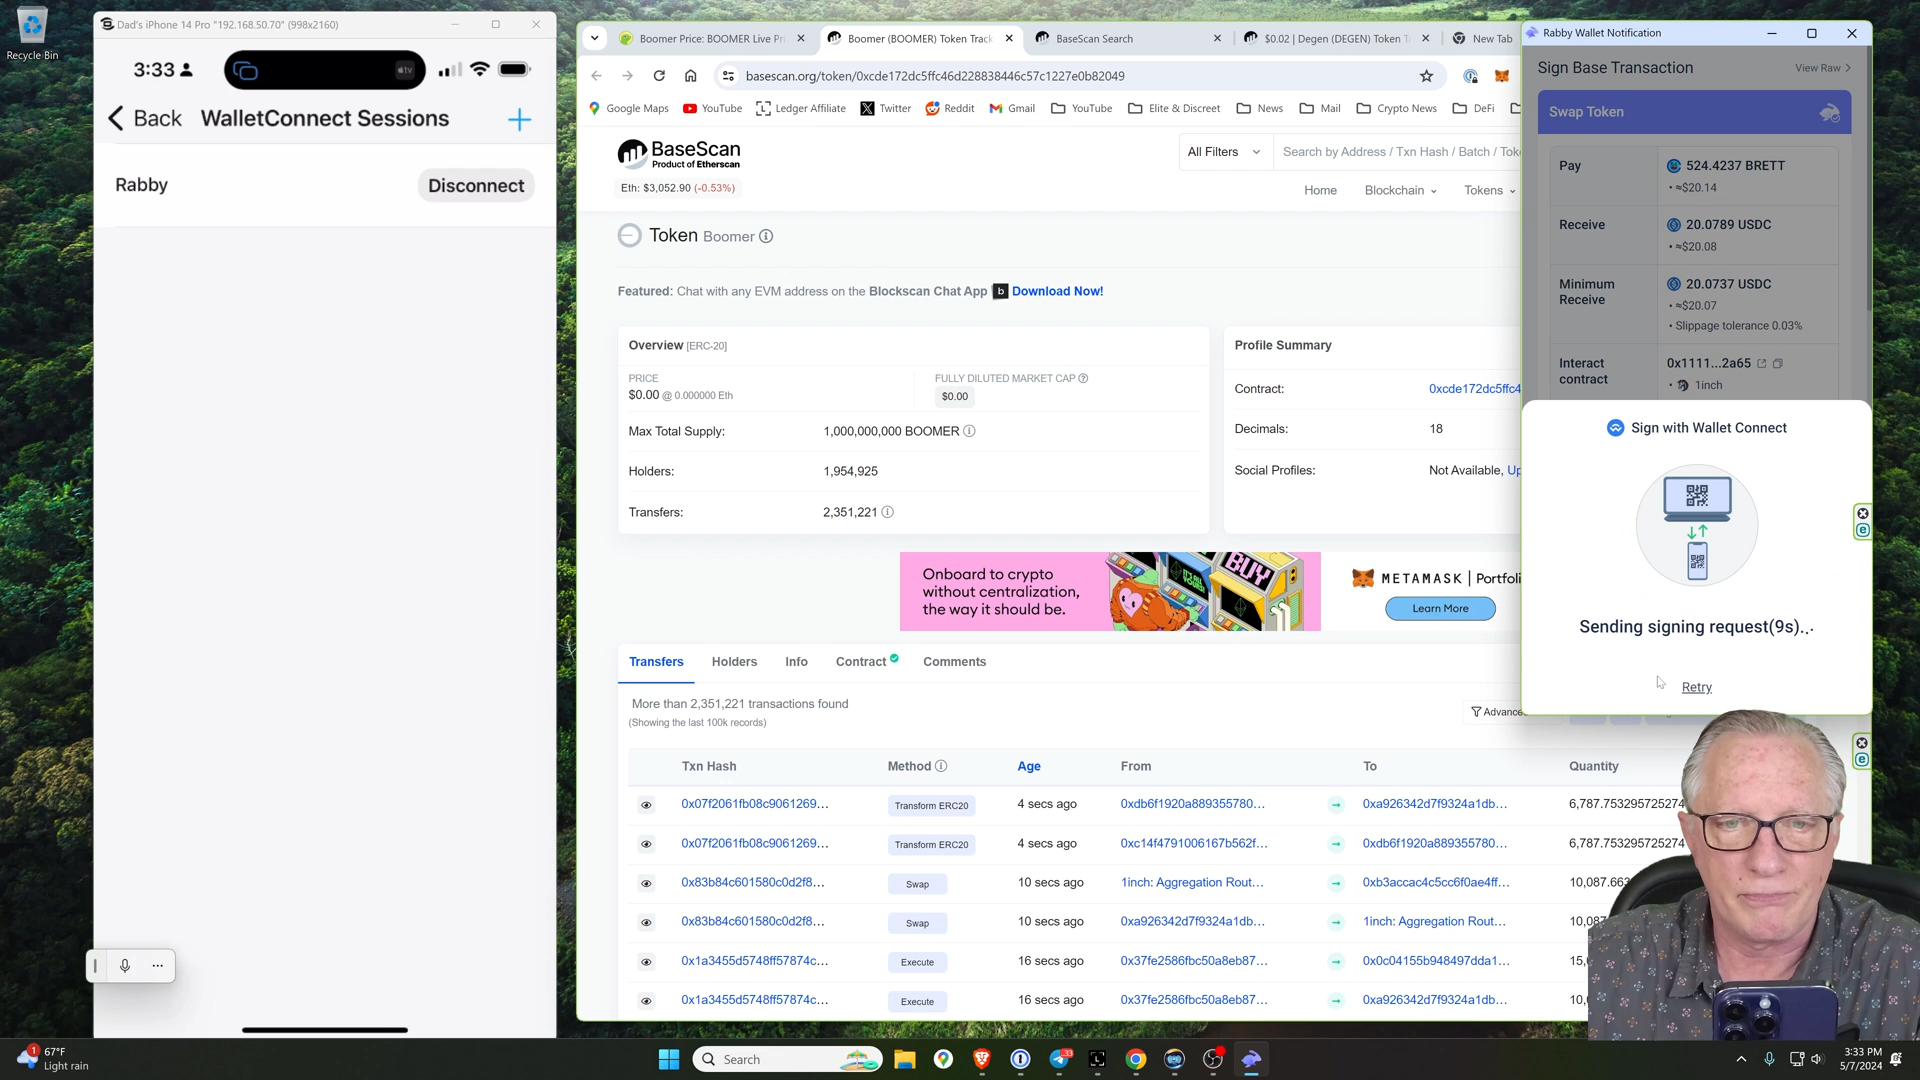 Recycle Bin
Dad's iPhone 14 Pro "192.168.50.70" (998x2160)
3:33
tv
Back
WalletConnect Sessions
Rabby
Disconnect
Boomer Price: BOOMER Live Pri
Boomer (BOOMER) Token Track
BaseScan Search
$0.02 | Degen (DEGEN) Token T
New Tab
basescan.org/token/0xcde172dc5ffc46d228838446c57c1227e0b82049
Google Maps
YouTube
Ledger Affiliate
Twitter
Reddit
Gmail
YouTube
Elite & Discreet
News
Mail
Crypto News
DeFi
BaseScan
Product of Etherscan
Eth: $3,052.90 (-0.53%)
All Filters
Search by Address / Txn Hash / Batch / Toke
Home
Blockchain
Tokens
Token Boomer
Featured: Chat with any EVM address on the Blockscan Chat App b Download Now!
Overview [ERC-20]
PRICE
$0.00 @ 0.000000 Eth
FULLY DILUTED MARKET CAP
$0.00
Max Total Supply:
1,000,000,000 BOOMER
Holders:
1,954,925
Transfers:
2,351,221
Profile Summary
Contract:
0xcde172dc5ffc4
Decimals:
18
Social Profiles:
Not Available, Up
Onboard to crypto
without centralization,
the way it should be.
BUY
METAMASK | Portfoli
Learn More
Transfers
Holders
Info
Contract
Comments
More than 2,351,221 transactions found
(Showing the last 100k records)
Advanced
Txn Hash
Method
Age
From
To
Quantity
0x07f2061fb08c9061269...
Transform ERC20
4 secs ago
0xdb6f1920a889355780...
0xa926342d7f9324a1db...
6,787.753295725274
0x07f2061fb08c9061269...
Transform ERC20
4 secs ago
0xc14f4791006167b562f...
0xdb6f1920a889355780...
6,787.753295725274
0x83b84c601580c0d2f8...
Swap
10 secs ago
1inch: Aggregation Rout...
0xb3accac4c5cc6f0ae4ff...
10,087.663
0x83b84c601580c0d2f8...
Swap
10 secs ago
0xa926342d7f9324a1db...
1inch: Aggregation Rout...
10,087
0x1a3455d5748ff57874c...
Execute
16 secs ago
0x37fe2586fbc50a8eb87...
0x0c04155b948497dda1...
15,
0x1a3455d5748ff57874c...
Execute
16 secs ago
0x37fe2586fbc50a8eb87...
0xa926342d7f9324a1db...
10,
Rabby Wallet Notification
Sign Base Transaction
View Raw
Swap Token
Pay
524.4237 BRETT
≈$20.14
Receive
20.0789 USDC
≈$20.08
Minimum
Receive
20.0737 USDC
≈$20.07
Slippage tolerance 0.03%
Interact
contract
0x1111...2a65
1inch
Sign with Wallet Connect
Sending signing request(9s)...
Retry
1
67°F
Light rain
Search
33
3:33 PM
5/7/2024